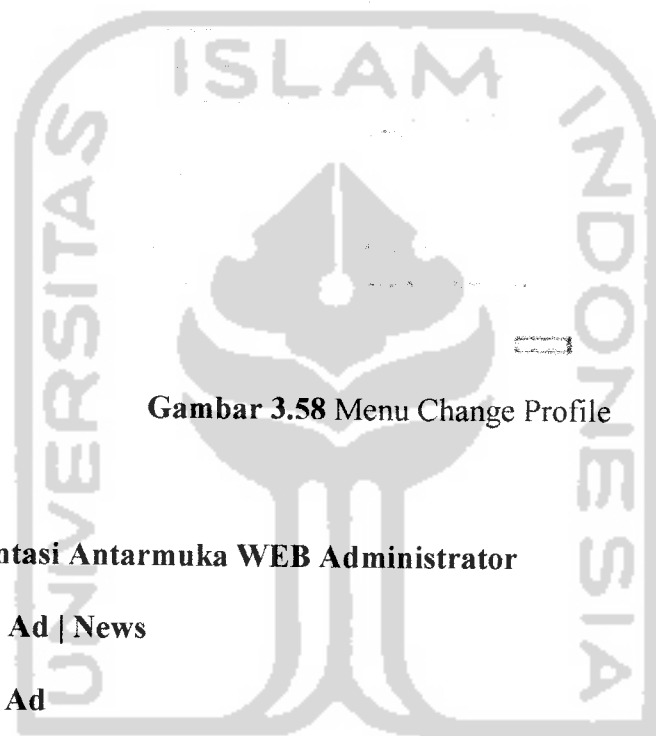 ISLAM
UNIVERSITAS
INDONESIA
Gambar 3.58 Menu Change Profile
ntasi Antarmuka WEB Administrator
Ad | News
Ad